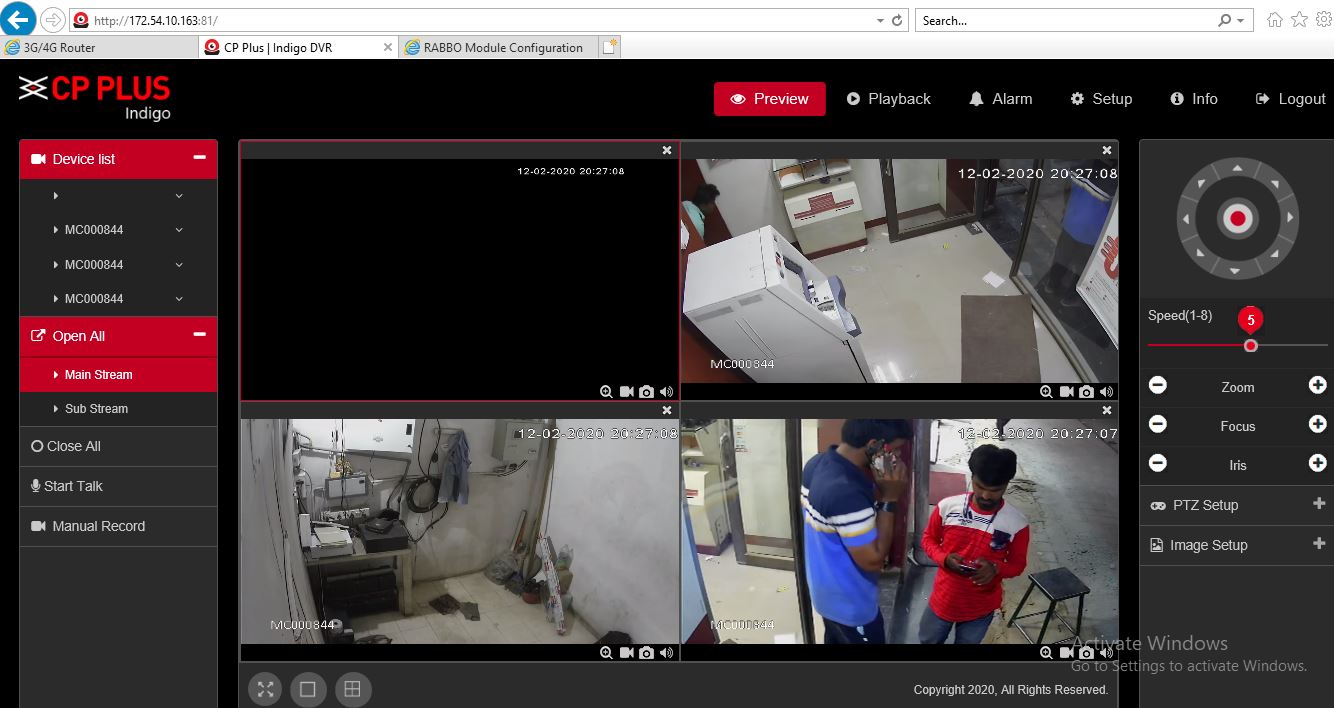 http://172.54.10.163:81/
Search...
3G/4G Router
CP Plus | Indigo DVR
RABBO Module Configuration
CP PLUS
Indigo
Preview
Playback
Alarm
Setup
Info
Logout
Device list
MC000844
MC000844
MC000844
Open All
Main Stream
Sub Stream
Close All
Start Talk
Manual Record
12-02-2020 20:27:08
12-02-2020 20:27:08
MC000844
12-02-2020 20:27:08
MC000844
12-02-2020 20:27:07
MC000844
Speed(1-8)
5
Zoom
Focus
Iris
PTZ Setup
Image Setup
Activate Windows
Go to Settings to activate Windows.
Copyright 2020, All Rights Reserved.